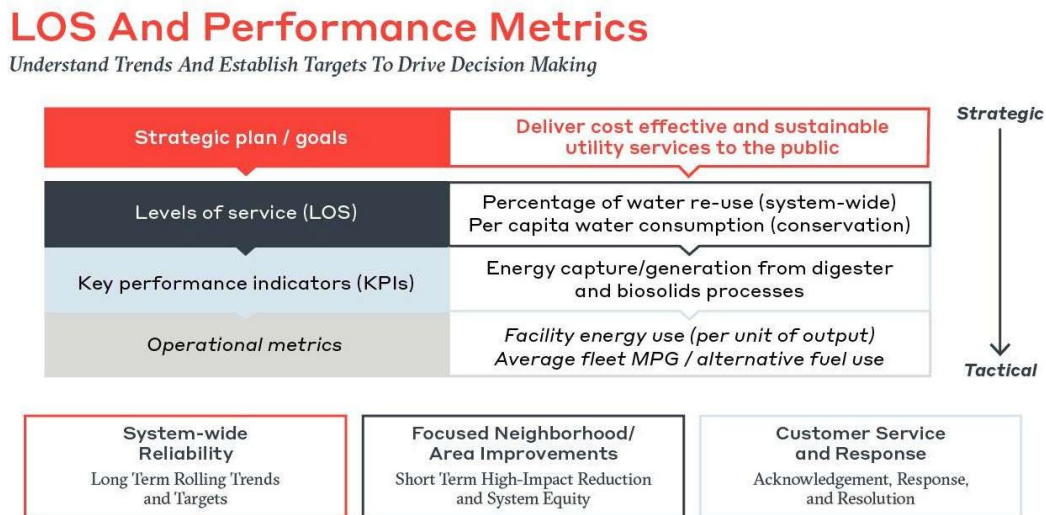 LOS And Performance Metrics
Understand Trends And Establish Targets To Drive Decision Making
Strategic
Strategic plan / goals
Deliver cost effective and sustainable
utility services to the public
Levels of service (LOS)
Percentage of water re-use (system-wide)
Per capita water consumption (conservation)
Key performance indicators (KPIs)
Energy capture/generation from digester
and biosolids processes
Operational metrics
Facility energy use (per unit of output)
Average fleet MPG / alternative fuel use
Tactical
System-wide
Reliability
Long Term Rolling Trends
and Targets
Focused Neighborhood/
Area Improvements
Short Term High-Impact Reduction
and System Equity
Customer Service
and Response
Acknowledgement, Response,
and Resolution